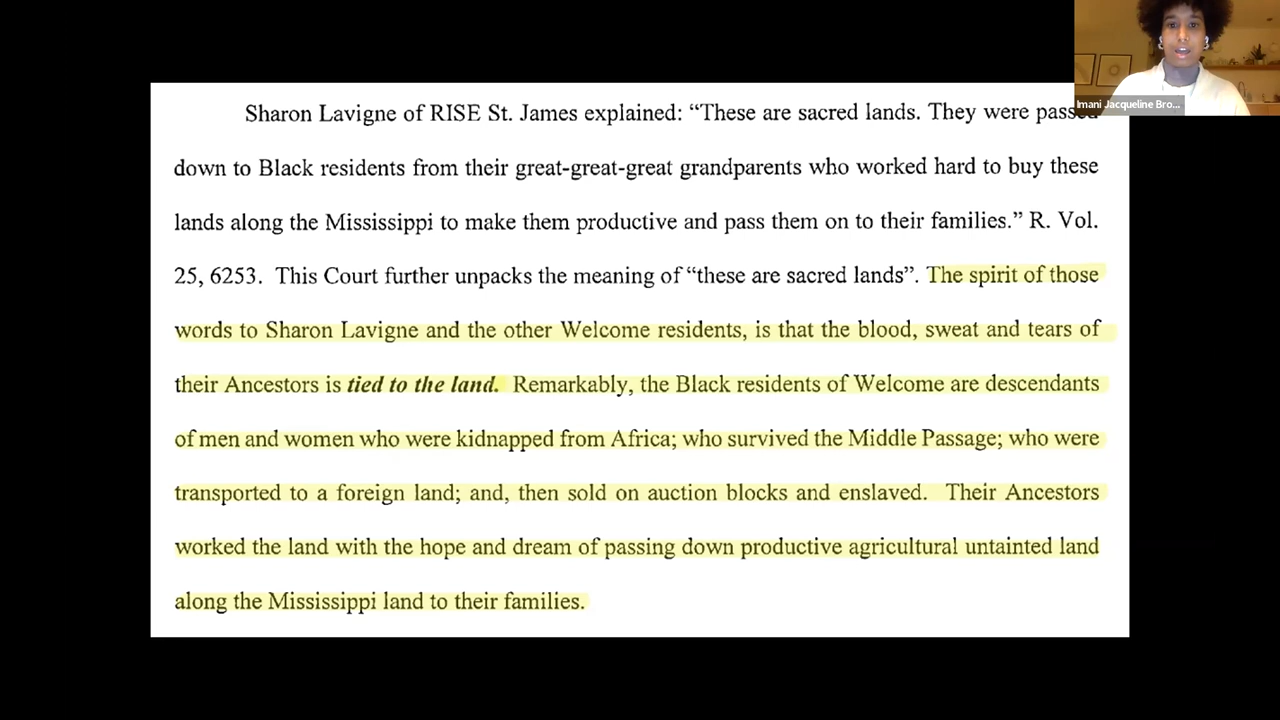 Imani Jacqueline Bro...
Sharon Lavigne of RISE St. James explained: “These are sacred lands. They were passed
down to Black residents from their great-great-great grandparents who worked hard to buy these
lands along the Mississippi to make them productive and pass them on to their families.” R. Vol.
25, 6253. This Court further unpacks the meaning of “these are sacred lands”. The spirit of those
words to Sharon Lavigne and the other Welcome residents, is that the blood, sweat and tears of
their Ancestors is tied to the land. Remarkably, the Black residents of Welcome are descendants
of men and women who were kidnapped from Africa; who survived the Middle Passage; who were
transported to a foreign land; and, then sold on auction blocks and enslaved. Their Ancestors
worked the land with the hope and dream of passing down productive agricultural untainted land
along the Mississippi land to their families.